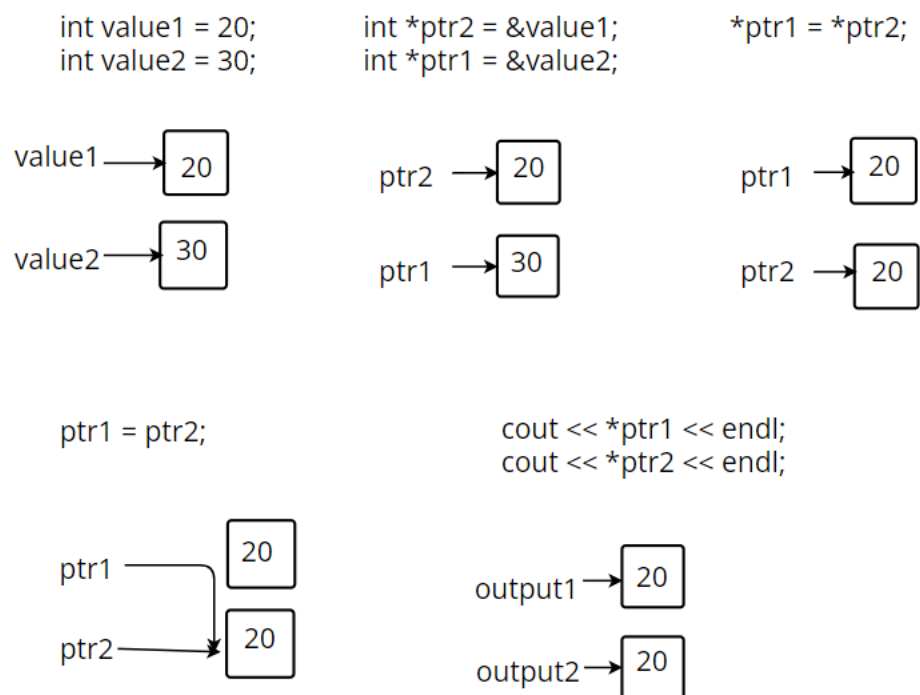 int value1 = 20;
int value2 = 30;
int *ptr2 = &value1;
int *ptr1 = &value2;
*ptr1 = *ptr2;
value1
20
value2
30
ptr2
20
ptr1
30
ptr1
20
ptr2
20
ptr1 = ptr2;
ptr1
20
ptr2
20
cout << *ptr1 << endl;
cout << *ptr2 << endl;
output1
20
output2
20